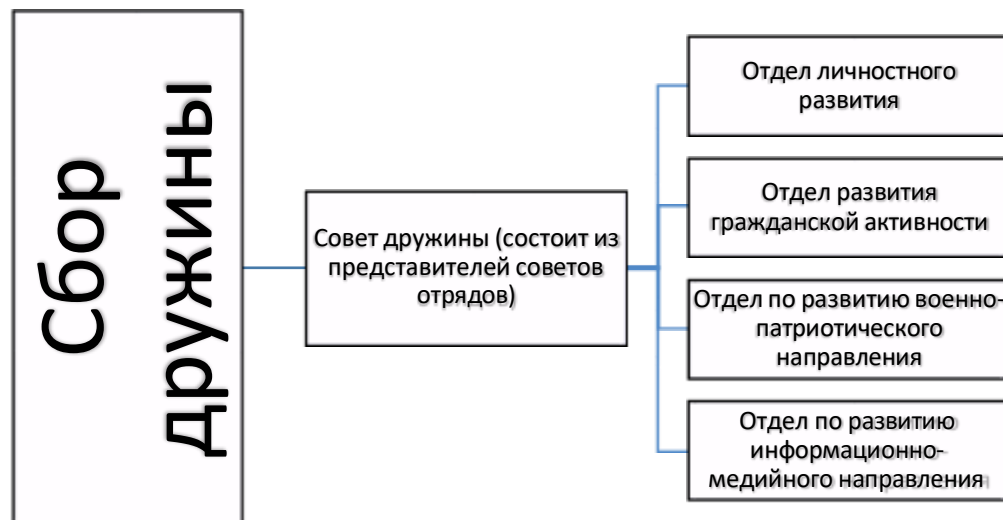 Сбор
дружины
Совет дружины (состоит из
представителей советов
отрядов)
Отдел личностного
развития
Отдел развития
гражданской активности
Отдел по развитию военно-
патриотического
направления
Отдел по развитию
информационно-
медийного направления